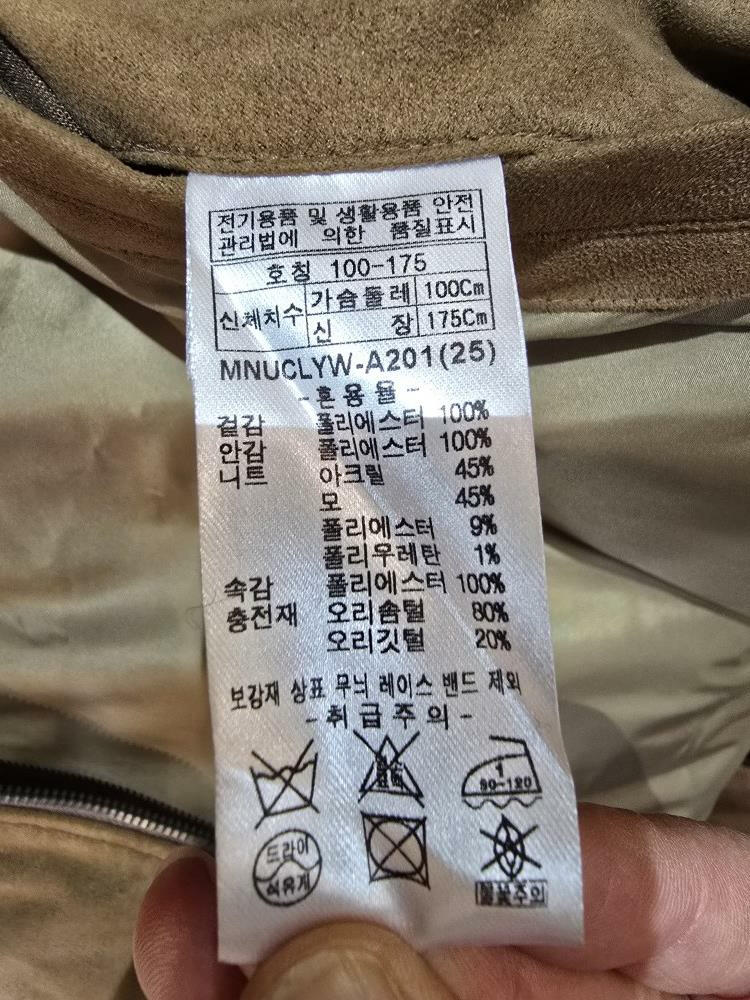 전기용품 및 생활용품 안전
관리법에 의한 품질표시
호칭 100-175
신체치수 가슴둘레 100Cm
신 장 175Cm
MNUCLYW-A201(25)
-혼용율-
겉감 폴리에스터 100%
안감 폴리에스터 100%
니트 아크릴 45%
모 45%
폴리에스터 9%
폴리우레탄 1%
속감 폴리에스터 100%
충전재 오리솜털 80%
오리깃털 20%
보강재 상표 무늬 레이스 밴드 제외
-취급주의-
염소
표백
1
90-120
드라이
석유계
불꽃주의